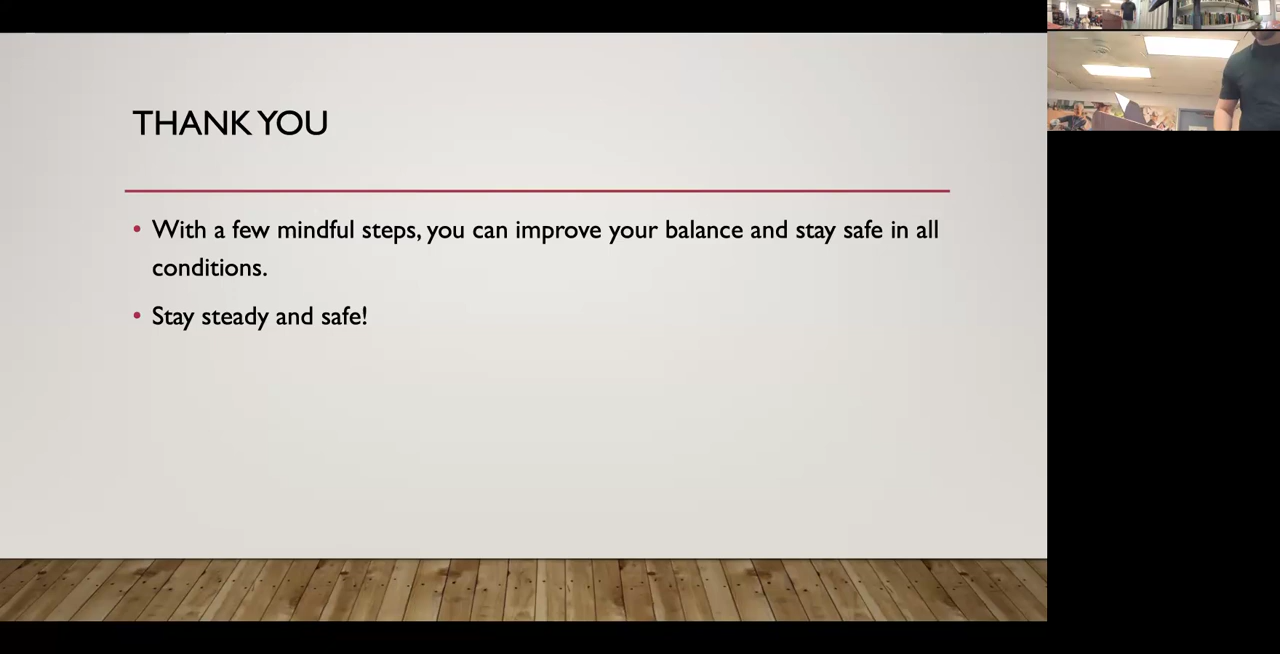 THANK YOU
• With a few mindful steps, you can improve your balance and stay safe in all
conditions.
• Stay steady and safe!